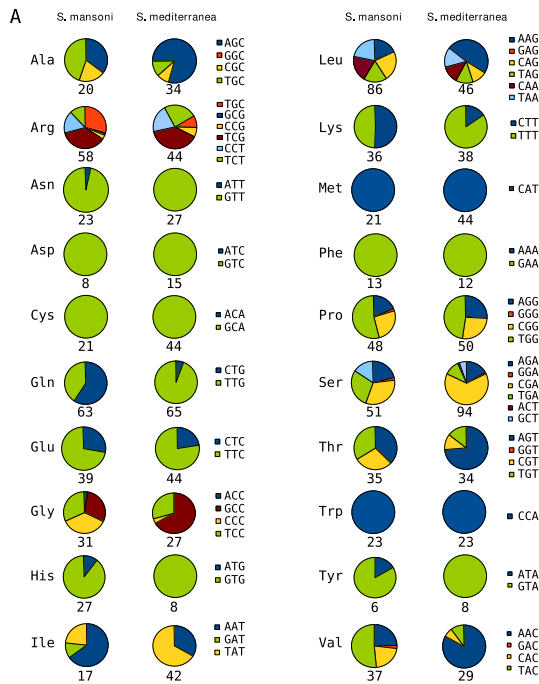 A
S. mansoni S. mediterranea
Ala
AGC
GGC
CGC
TGC
20 34
Arg
TGC
GCG
CCG
TCG
CCT
TCT
58 44
Asn
ATT
GTT
23 27
Asp
ATC
GTC
8 15
Cys
ACA
GCA
21 44
Gln
CTG
TTG
63 65
Glu
CTC
TTC
39 44
Gly
ACC
GCC
CCC
TCC
31 27
His
ATG
GTG
27 8
Ile
AAT
GAT
TAT
17 42
S. mansoni S. mediterranea
Leu
AAG
GAG
CAG
TAG
CAA
TAA
86 46
Lys
CTT
TTT
36 38
Met
CAT
21 44
Phe
AAA
GAA
13 12
Pro
AGG
GGG
CGG
TGG
48 50
Ser
AGA
GGA
CGA
TGA
ACT
GCT
51 94
Thr
AGT
GGT
CGT
TGT
35 34
Trp
CCA
23 23
Tyr
ATA
GTA
6 8
Val
AAC
GAC
CAC
TAC
37 29